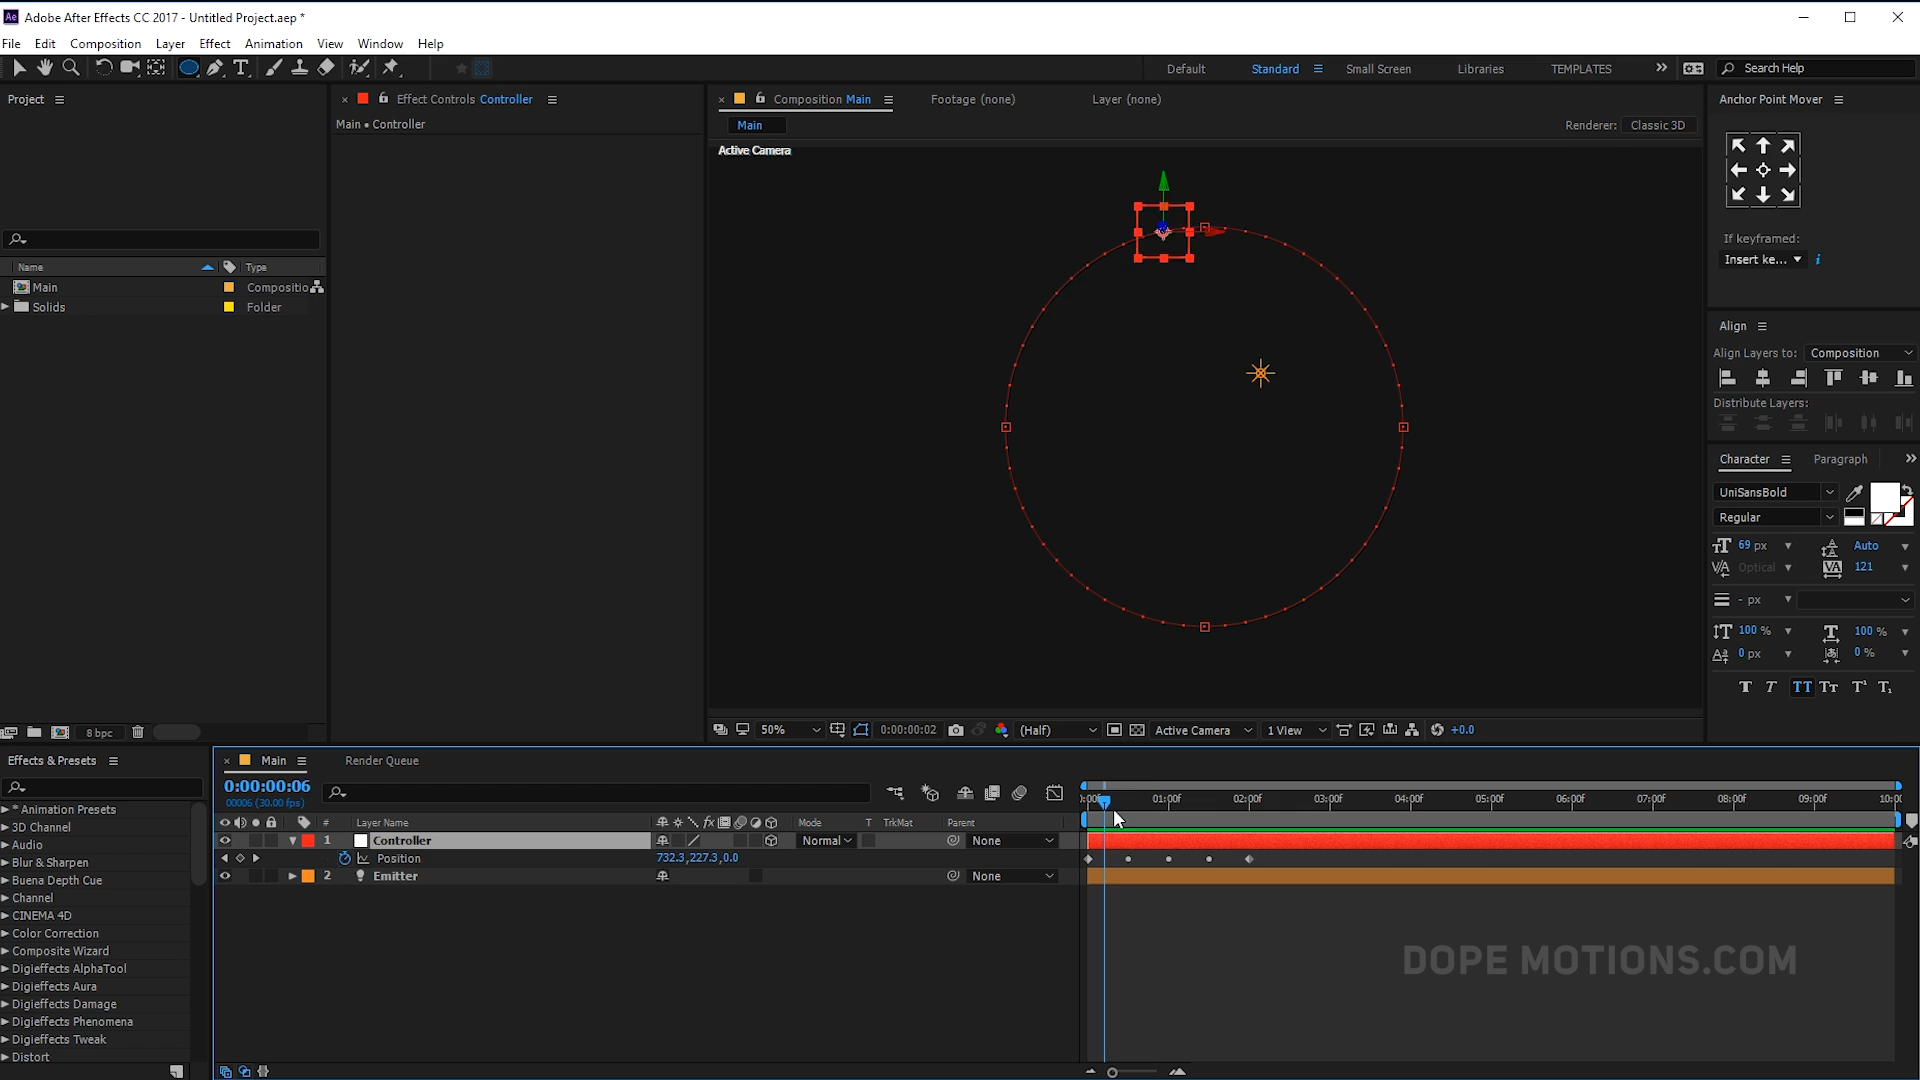 Adobe After Effects CC 2017 - Untitled Project.aep *
File Edit Composition Layer Effect Animation View Window Help
Default Standard Small Screen Libraries TEMPLATES Search Help
Project
Name Type
Main Compositio
Solids Folder
8 bpc
Effect Controls Controller
Main • Controller
Composition Main Footage (none) Layer (none)
Main Renderer: Classic 3D
Active Camera
50% 0:00:00:02 (Half) Active Camera 1 View +0.0
Anchor Point Mover
If keyframed:
Insert ke...
Align
Align Layers to: Composition
Distribute Layers:
Character Paragraph
UniSansBold
Regular
69 px Auto
Optical 121
- px
100 % 100 %
0 px 0 %
Effects & Presets
* Animation Presets
3D Channel
Audio
Blur & Sharpen
Buena Depth Cue
Channel
CINEMA 4D
Color Correction
Composite Wizard
Digieffects AlphaTool
Digieffects Aura
Digieffects Damage
Digieffects Phenomena
Digieffects Tweak
Distort
Main Render Queue
0:00:00:06
00006 (30.00 fps)
# Layer Name Mode T TrkMat Parent
1 Controller Normal None
Position 732.3,227.3,0.0
2 Emitter None
):00f 01:00f 02:00f 03:00f 04:00f 05:00f 06:00f 07:00f 08:00f 09:00f 10:0
DOPE MOTIONS.COM